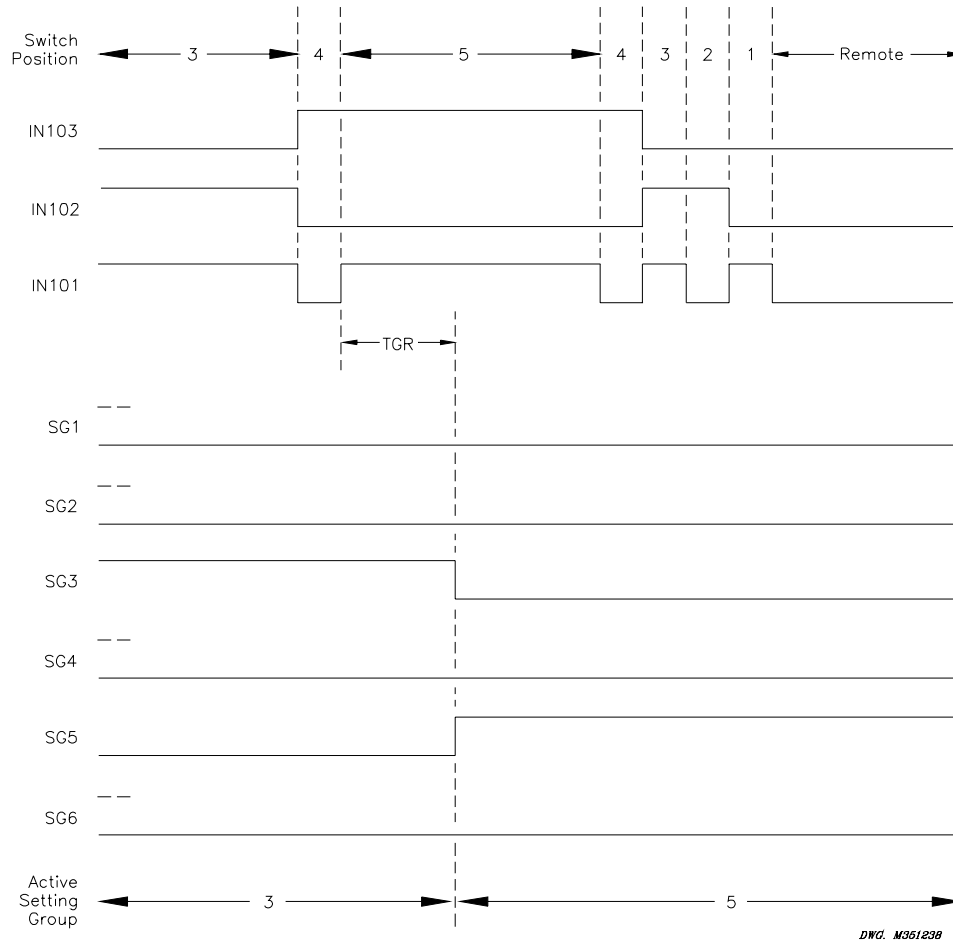 Switch
Position
3 4 5 4 3 2 1 Remote
IN103
IN102
IN101
TGR
SG1
SG2
SG3
SG4
SG5
SG6
Active
Setting
Group
3 5
DWG. M351238